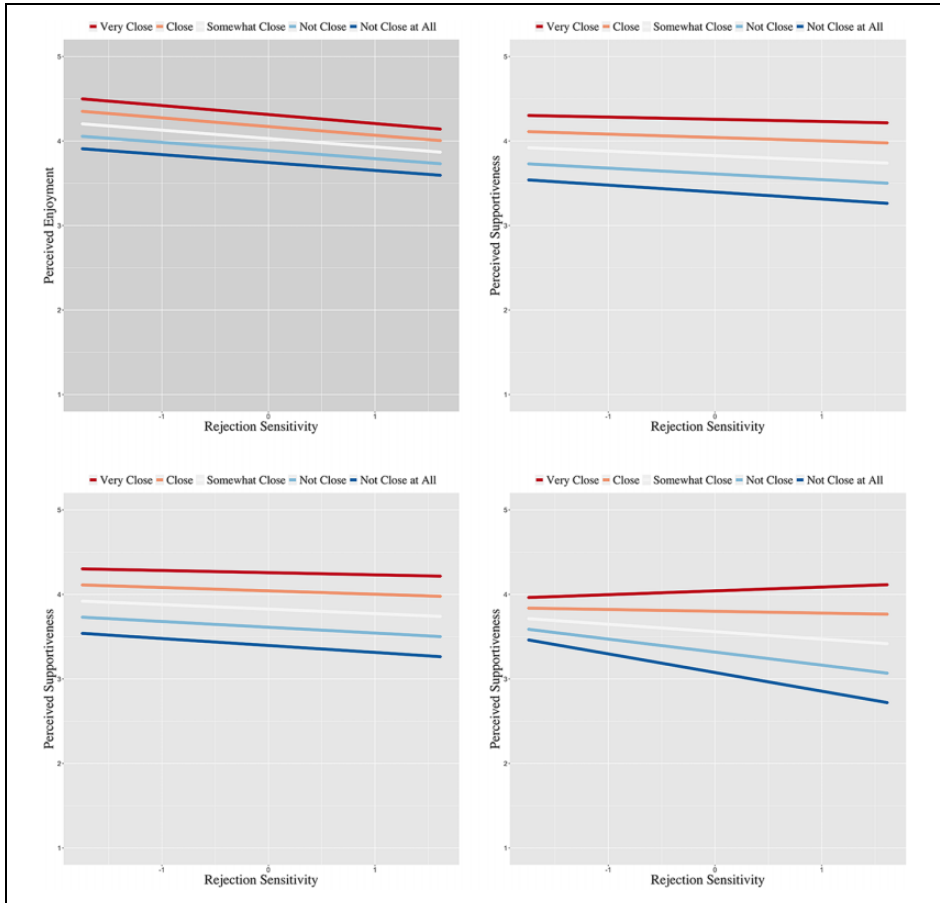 Very Close Close Somewhat Close Not Close Not Close at All
5
4
3
2
1
Perceived Enjoyment
-1 0 1
Rejection Sensitivity
Very Close Close Somewhat Close Not Close Not Close at All
5
4
3
2
1
Perceived Supportiveness
-1 0 1
Rejection Sensitivity
Very Close Close Somewhat Close Not Close Not Close at All
5
4
3
2
1
Perceived Supportiveness
-1 0 1
Rejection Sensitivity
Very Close Close Somewhat Close Not Close Not Close at All
5
4
3
2
1
Perceived Supportiveness
-1 0 1
Rejection Sensitivity